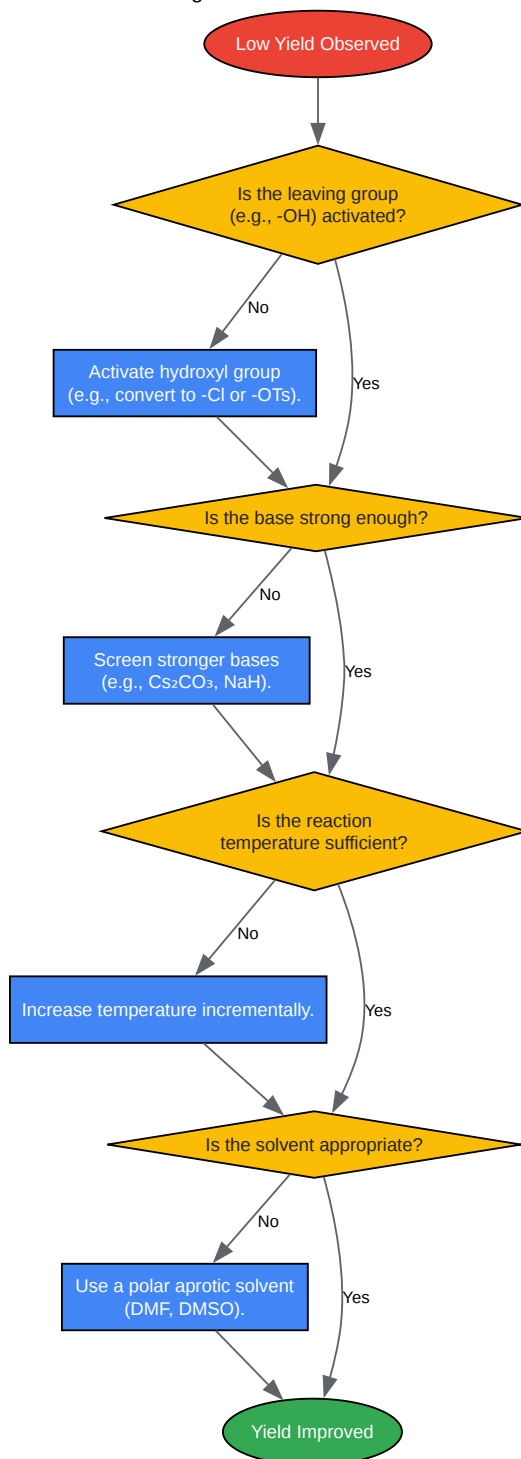 Low Yield Observed
Is the leaving group
(e.g., -OH) activated?
No
Yes
Activate hydroxyl group
(e.g., convert to -Cl or -OTs).
Is the base strong enough?
No
Yes
Screen stronger bases
(e.g., Cs₂CO₃, NaH).
Is the reaction
temperature sufficient?
No
Yes
Increase temperature incrementally.
Is the solvent appropriate?
No
Yes
Use a polar aprotic solvent
(DMF, DMSO).
Yield Improved